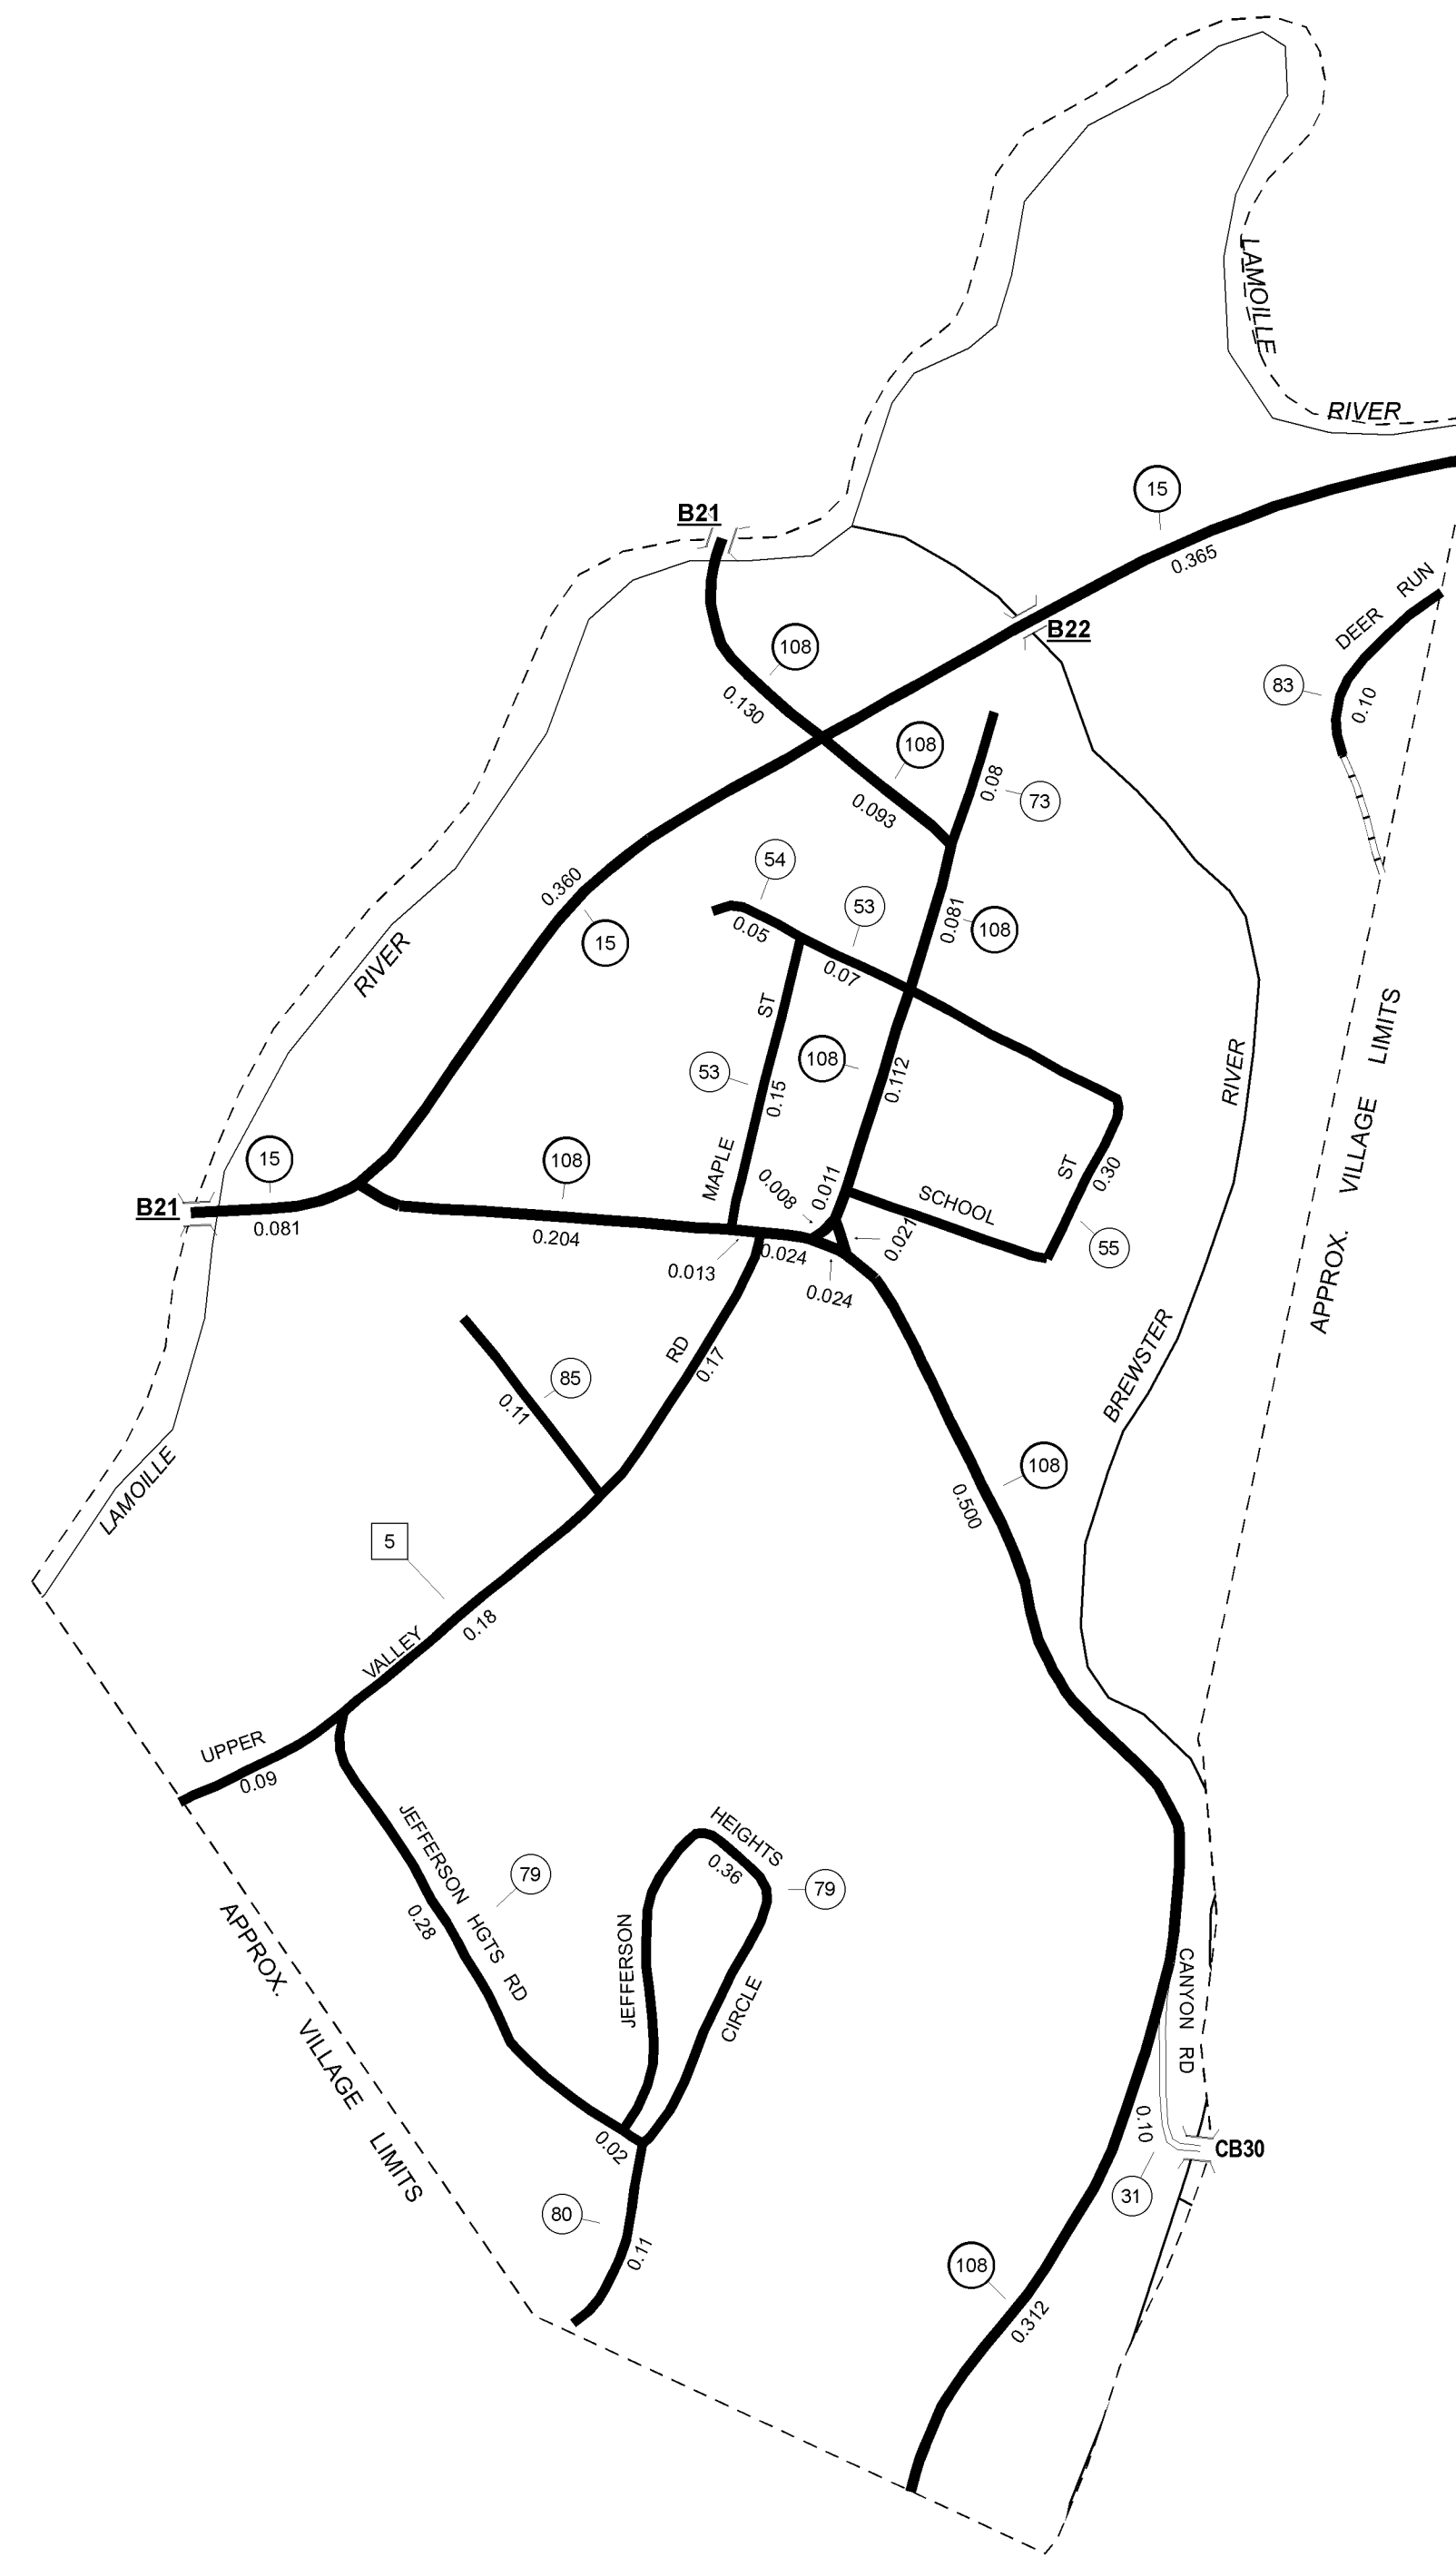 LAMOILLE
RIVER
15
0.365
B21
B22
DEER RUN
83
0.10
108
0.130
108
0.093
0.08
73
54
0.05
53
0.07
0.081
108
0.360
15
RIVER
ST
53
0.15
MAPLE
108
0.112
RIVER
APPROX. VILLAGE LIMITS
15
B21
0.081
108
0.204
0.008
0.011
SCHOOL ST
0.30
55
0.021
0.013
0.024
0.024
RD
0.17
85
0.11
BREWSTER
LAMOILLE
108
0.500
5
0.18
VALLEY
UPPER
0.09
JEFFERSON HGTS RD
79
0.28
HEIGHTS
0.36
79
JEFFERSON
CIRCLE
APPROX. VILLAGE LIMITS
CANYON RD
0.10
CB30
31
0.02
80
0.11
108
0.312